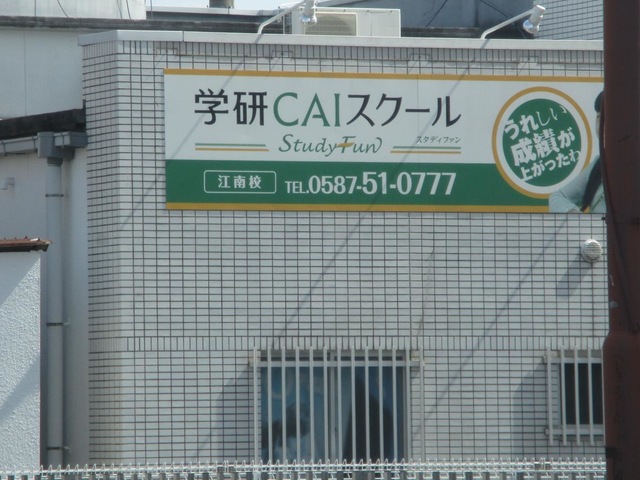 学研CAIスクール
Study Fun
スタディファン
江南校
TEL.0587-51-0777
うれしい
成績が
上がったわ